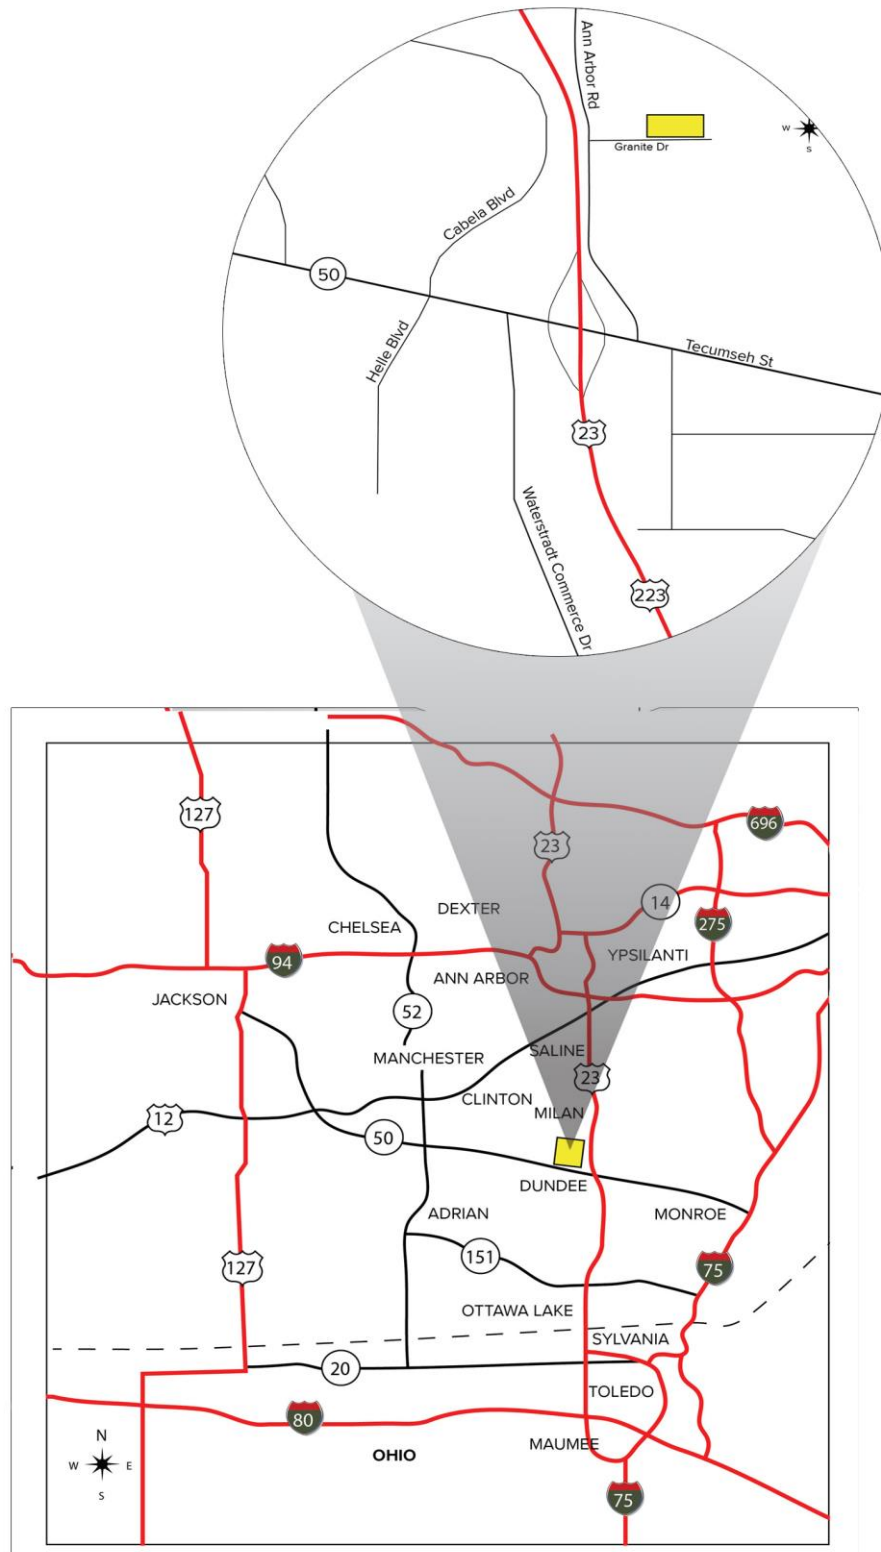 Ann Arbor Rd
W
S
Granite Dr
Cabela Blvd
50
Helle Blvd
Tecumseh St
23
Waterstradt Commerce Dr
223
127
696
23
14
275
DEXTER
CHELSEA
94
YPSILANTI
ANN ARBOR
JACKSON
52
SALINE
MANCHESTER
23
CLINTON
MILAN
12
50
DUNDEE
ADRIAN
MONROE
151
127
75
OTTAWA LAKE
SYLVANIA
20
TOLEDO
80
N
W
E
S
OHIO
MAUMEE
75